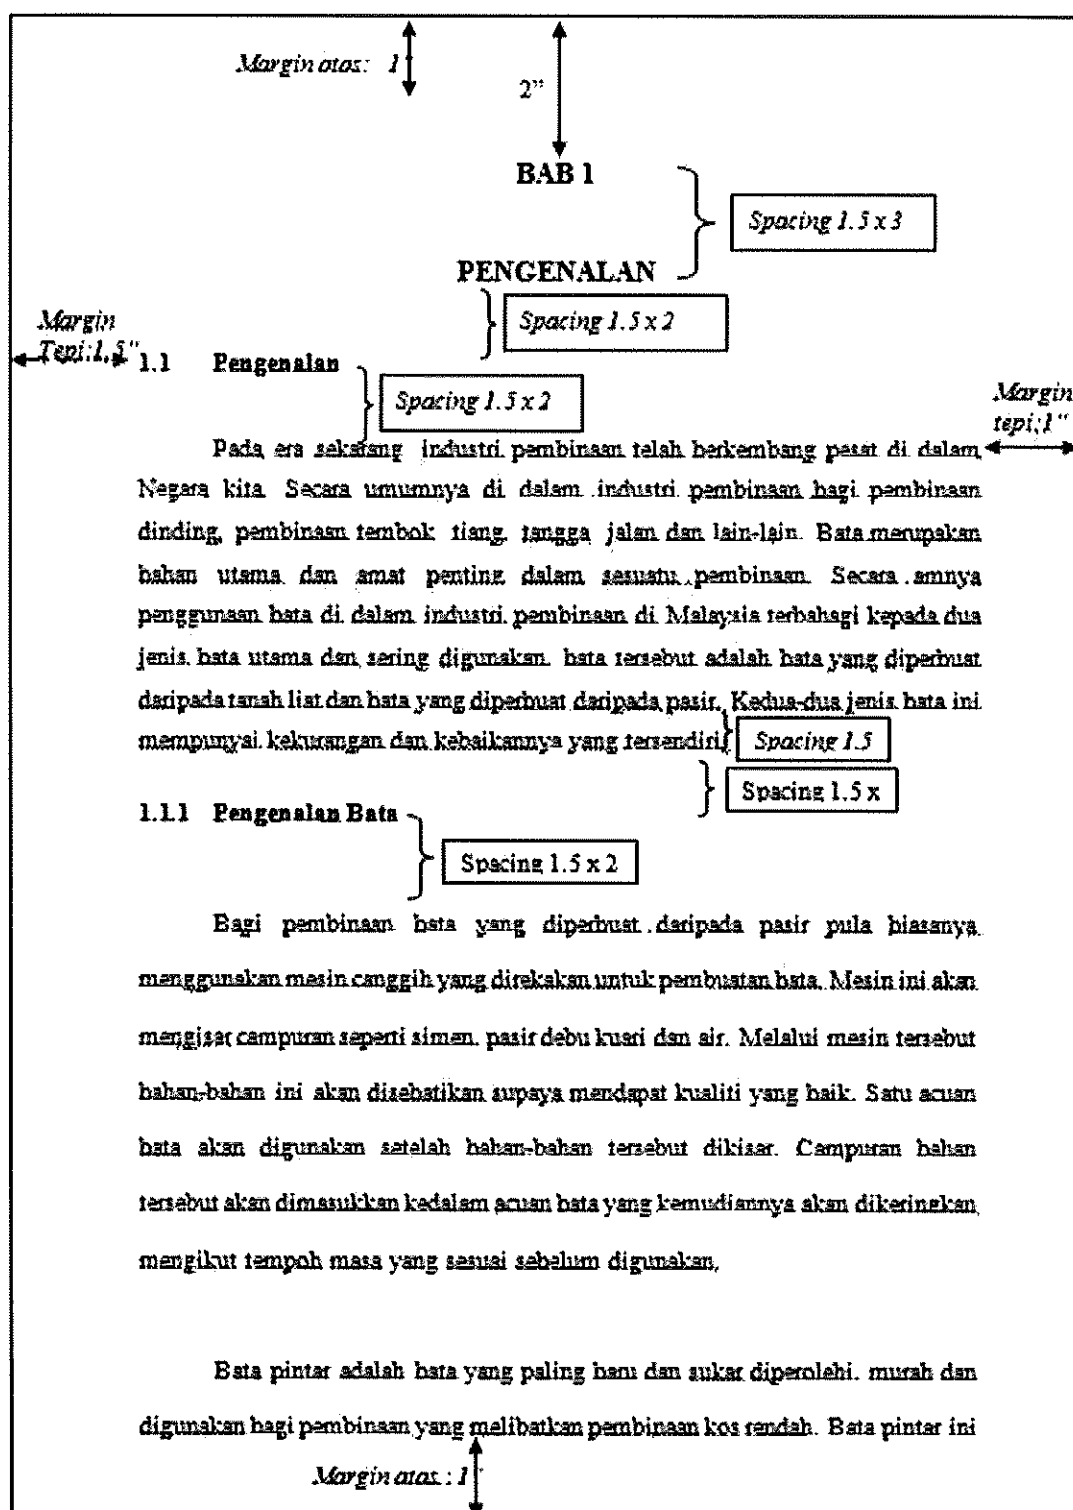 Margin atas: 1
2”
BAB 1
Spacing 1.5 x 3
PENGENALAN
Spacing 1.5 x 2
Margin
Tepi:1.5"
1.1 Pengenalan
Spacing 1.5 x 2
Margin
tepi:1"
Pada era sekarang industri pembinaan telah berkembang pesat di dalam
Negara kita. Secara umumnya di dalam industri pembinaan bagi pembinaan
dinding, pembinaan tembok tiang, tangga jalan dan lain-lain. Bata merupakan
bahan utama dan amat penting dalam sesuatu pembinaan. Secara amnya
penggunaan bata di dalam industri pembinaan di Malaysia terbahagi kepada dua
jenis bata utama dan sering digunakan. bata tersebut adalah bata yang diperbuat
daripada tanah liat dan bata yang diperbuat daripada pasir. Kedua-dua jenis bata ini
mempunyai kekurangan dan kebaikannya yang tersendiri.
Spacing 1.5
Spacing 1.5 x
1.1.1 Pengenalan Bata
Spacing 1.5 x 2
Bagi pembinaan bata yang diperbuat daripada pasir pula biasanya
menggunakan mesin canggih yang direkakan untuk pembuatan bata. Mesin ini akan
mengisar campuran seperti simen, pasir debu kuari dan air. Melalui mesin tersebut
bahan-bahan ini akan disebatikan supaya mendapat kualiti yang baik. Satu acuan
bata akan digunakan setelah bahan-bahan tersebut dikisar. Campuran bahan
tersebut akan dimasukkan kedalam acuan bata yang kemudiannya akan dikeringkan
mengikut tempoh masa yang sesuai sebelum digunakan.
Bata pintar adalah bata yang paling baru dan sukar diperolehi. murah dan
digunakan bagi pembinaan yang melibatkan pembinaan kos rendah. Bata pintar ini
Margin atas : 1